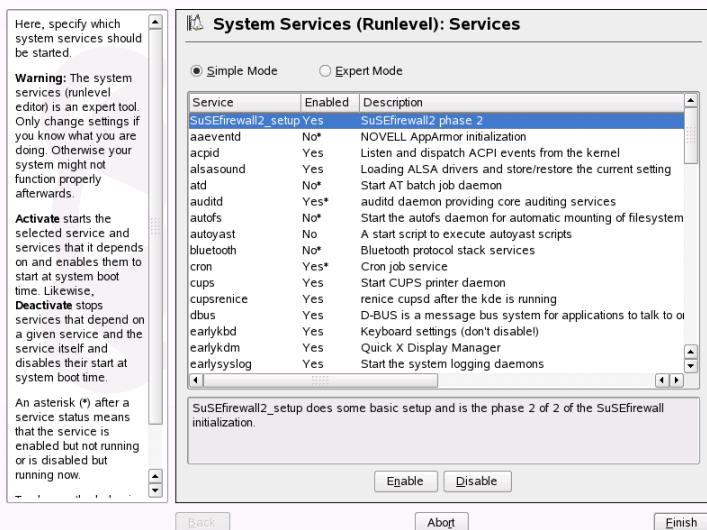 Here, specify which
system services should
be started.
Warning: The system
services (runlevel
editor) is an expert tool.
Only change settings if
you know what you are
doing. Otherwise your
system might not
function properly
afterwards.
Activate starts the
selected service and
services that it depends
on and enables them to
start at system boot
time. Likewise,
Deactivate stops
services that depend on
a given service and the
service itself and
disables their start at
system boot time.
An asterisk (*) after a
service status means
that the service is
enabled but not running
or is disabled but
running now.
System Services (Runlevel): Services
Simple Mode Expert Mode
Service Enabled Description
SuSEfirewall2_setup Yes SuSEfirewall2 phase 2
aaeventd No* NOVELL AppArmor initialization
acpid Yes Listen and dispatch ACPI events from the kernel
alsasound Yes Loading ALSA drivers and store/restore the current setting
atd No* Start AT batch job daemon
auditd Yes* auditd daemon providing core auditing services
autofs No* Start the autofs daemon for automatic mounting of filesystem
autoyast No A start script to execute autoyast scripts
bluetooth No* Bluetooth protocol stack services
cron Yes* Cron job service
cups Yes Start CUPS printer daemon
cupsrenice Yes renice cupsd after the kde is running
dbus Yes D-BUS is a message bus system for applications to talk to
earlykbd Yes Keyboard settings (don't disable!)
earlykdm Yes Quick X Display Manager
earlysyslog Yes Start the system logging daemons
SuSEfirewall2_setup does some basic setup and is the phase 2 of 2 of the SuSEfirewall
initialization.
Enable Disable
Back Abort Finish